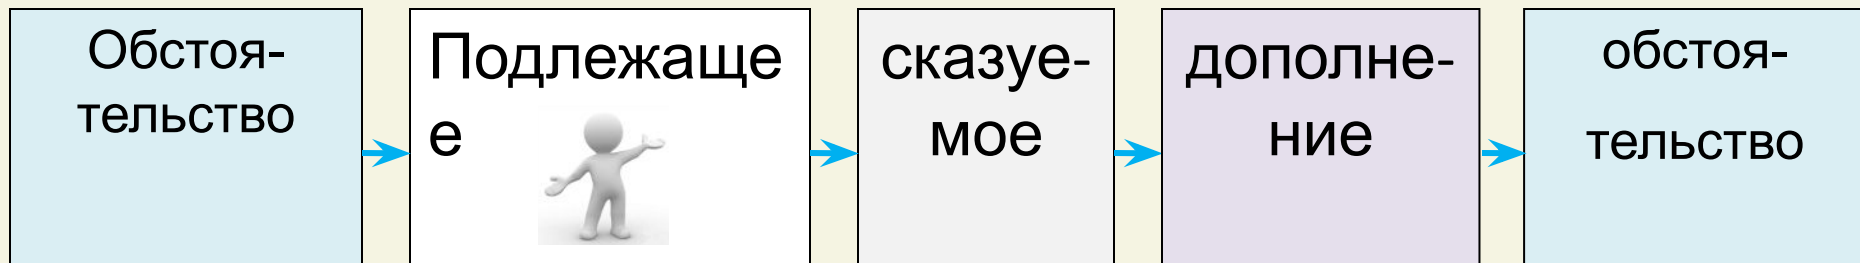 Обстоя-
тельство
Подлежаще
е
сказуе-
мое
дополне-
ние
обстоя-
тельство